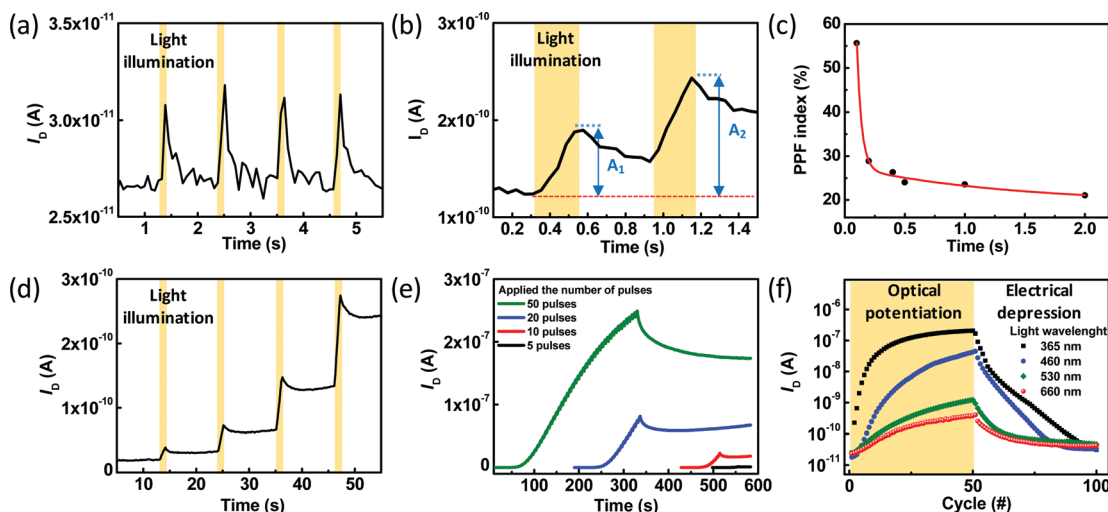 (a)
3.5x10⁻¹¹
Light
illumination
3.0x10⁻¹¹
2.5x10⁻¹¹
I_D (A)
1 2 3 4 5
Time (s)
(b)
3x10⁻¹⁰
Light
illumination
2x10⁻¹⁰
1x10⁻¹⁰
I_D (A)
A₁
A₂
0.2 0.4 0.6 0.8 1.0 1.2 1.4
Time (s)
(c)
PPF index (%)
60
50
40
30
20
0.0 0.5 1.0 1.5 2.0
Time (s)
(d)
3x10⁻¹⁰
Light
illumination
2x10⁻¹⁰
1x10⁻¹⁰
0
I_D (A)
10 20 30 40 50
Time (s)
(e)
3x10⁻⁷
Applied the number of pulses
50 pulses
20 pulses
10 pulses
5 pulses
2x10⁻⁷
1x10⁻⁷
0
I_D (A)
100 200 300 400 500 600
Time (s)
(f)
Optical
potentiation
Electrical
depression
Light wavelenght
365 nm
460 nm
530 nm
660 nm
10⁻⁶
10⁻⁷
10⁻⁸
10⁻⁹
10⁻¹⁰
10⁻¹¹
I_D (A)
0 50 100
Cycle (#)